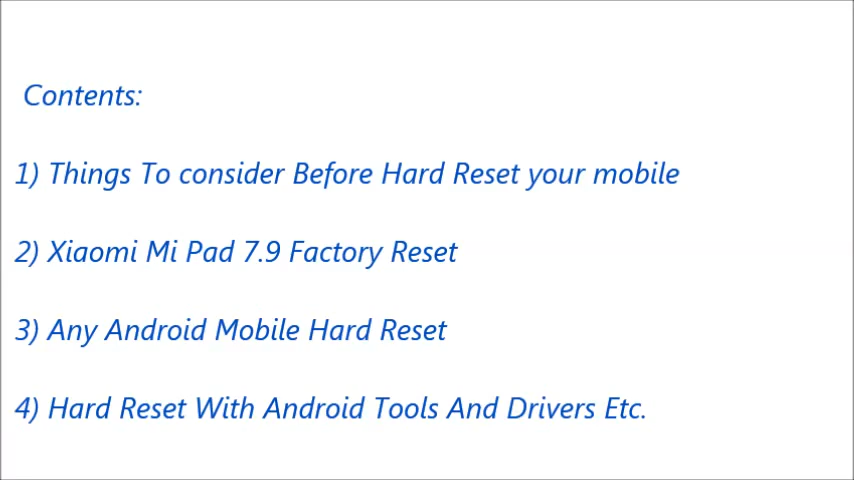 Contents:
1) Things To consider Before Hard Reset your mobile
2) Xiaomi Mi Pad 7.9 Factory Reset
3) Any Android Mobile Hard Reset
4) Hard Reset With Android Tools And Drivers Etc.